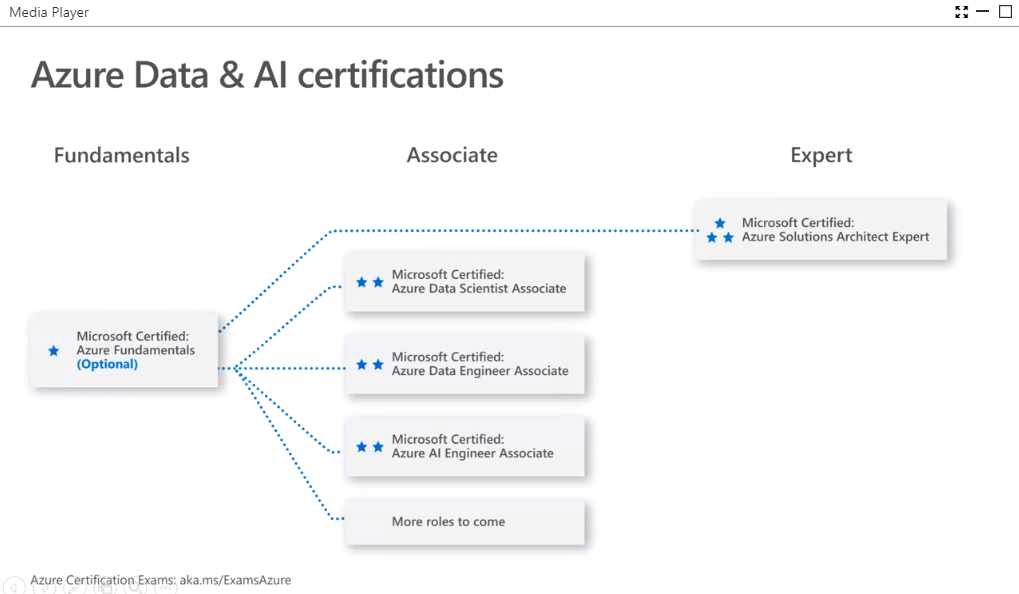 Media Player
Azure Data & AI certifications
Fundamentals
Associate
Expert
Microsoft Certified:
Azure Solutions Architect Expert
Microsoft Certified:
Azure Data Scientist Associate
Microsoft Certified:
Azure Fundamentals
(Optional)
Microsoft Certified:
Azure Data Engineer Associate
Microsoft Certified:
Azure AI Engineer Associate
More roles to come
Azure Certification Exams: aka.ms/ExamsAzure